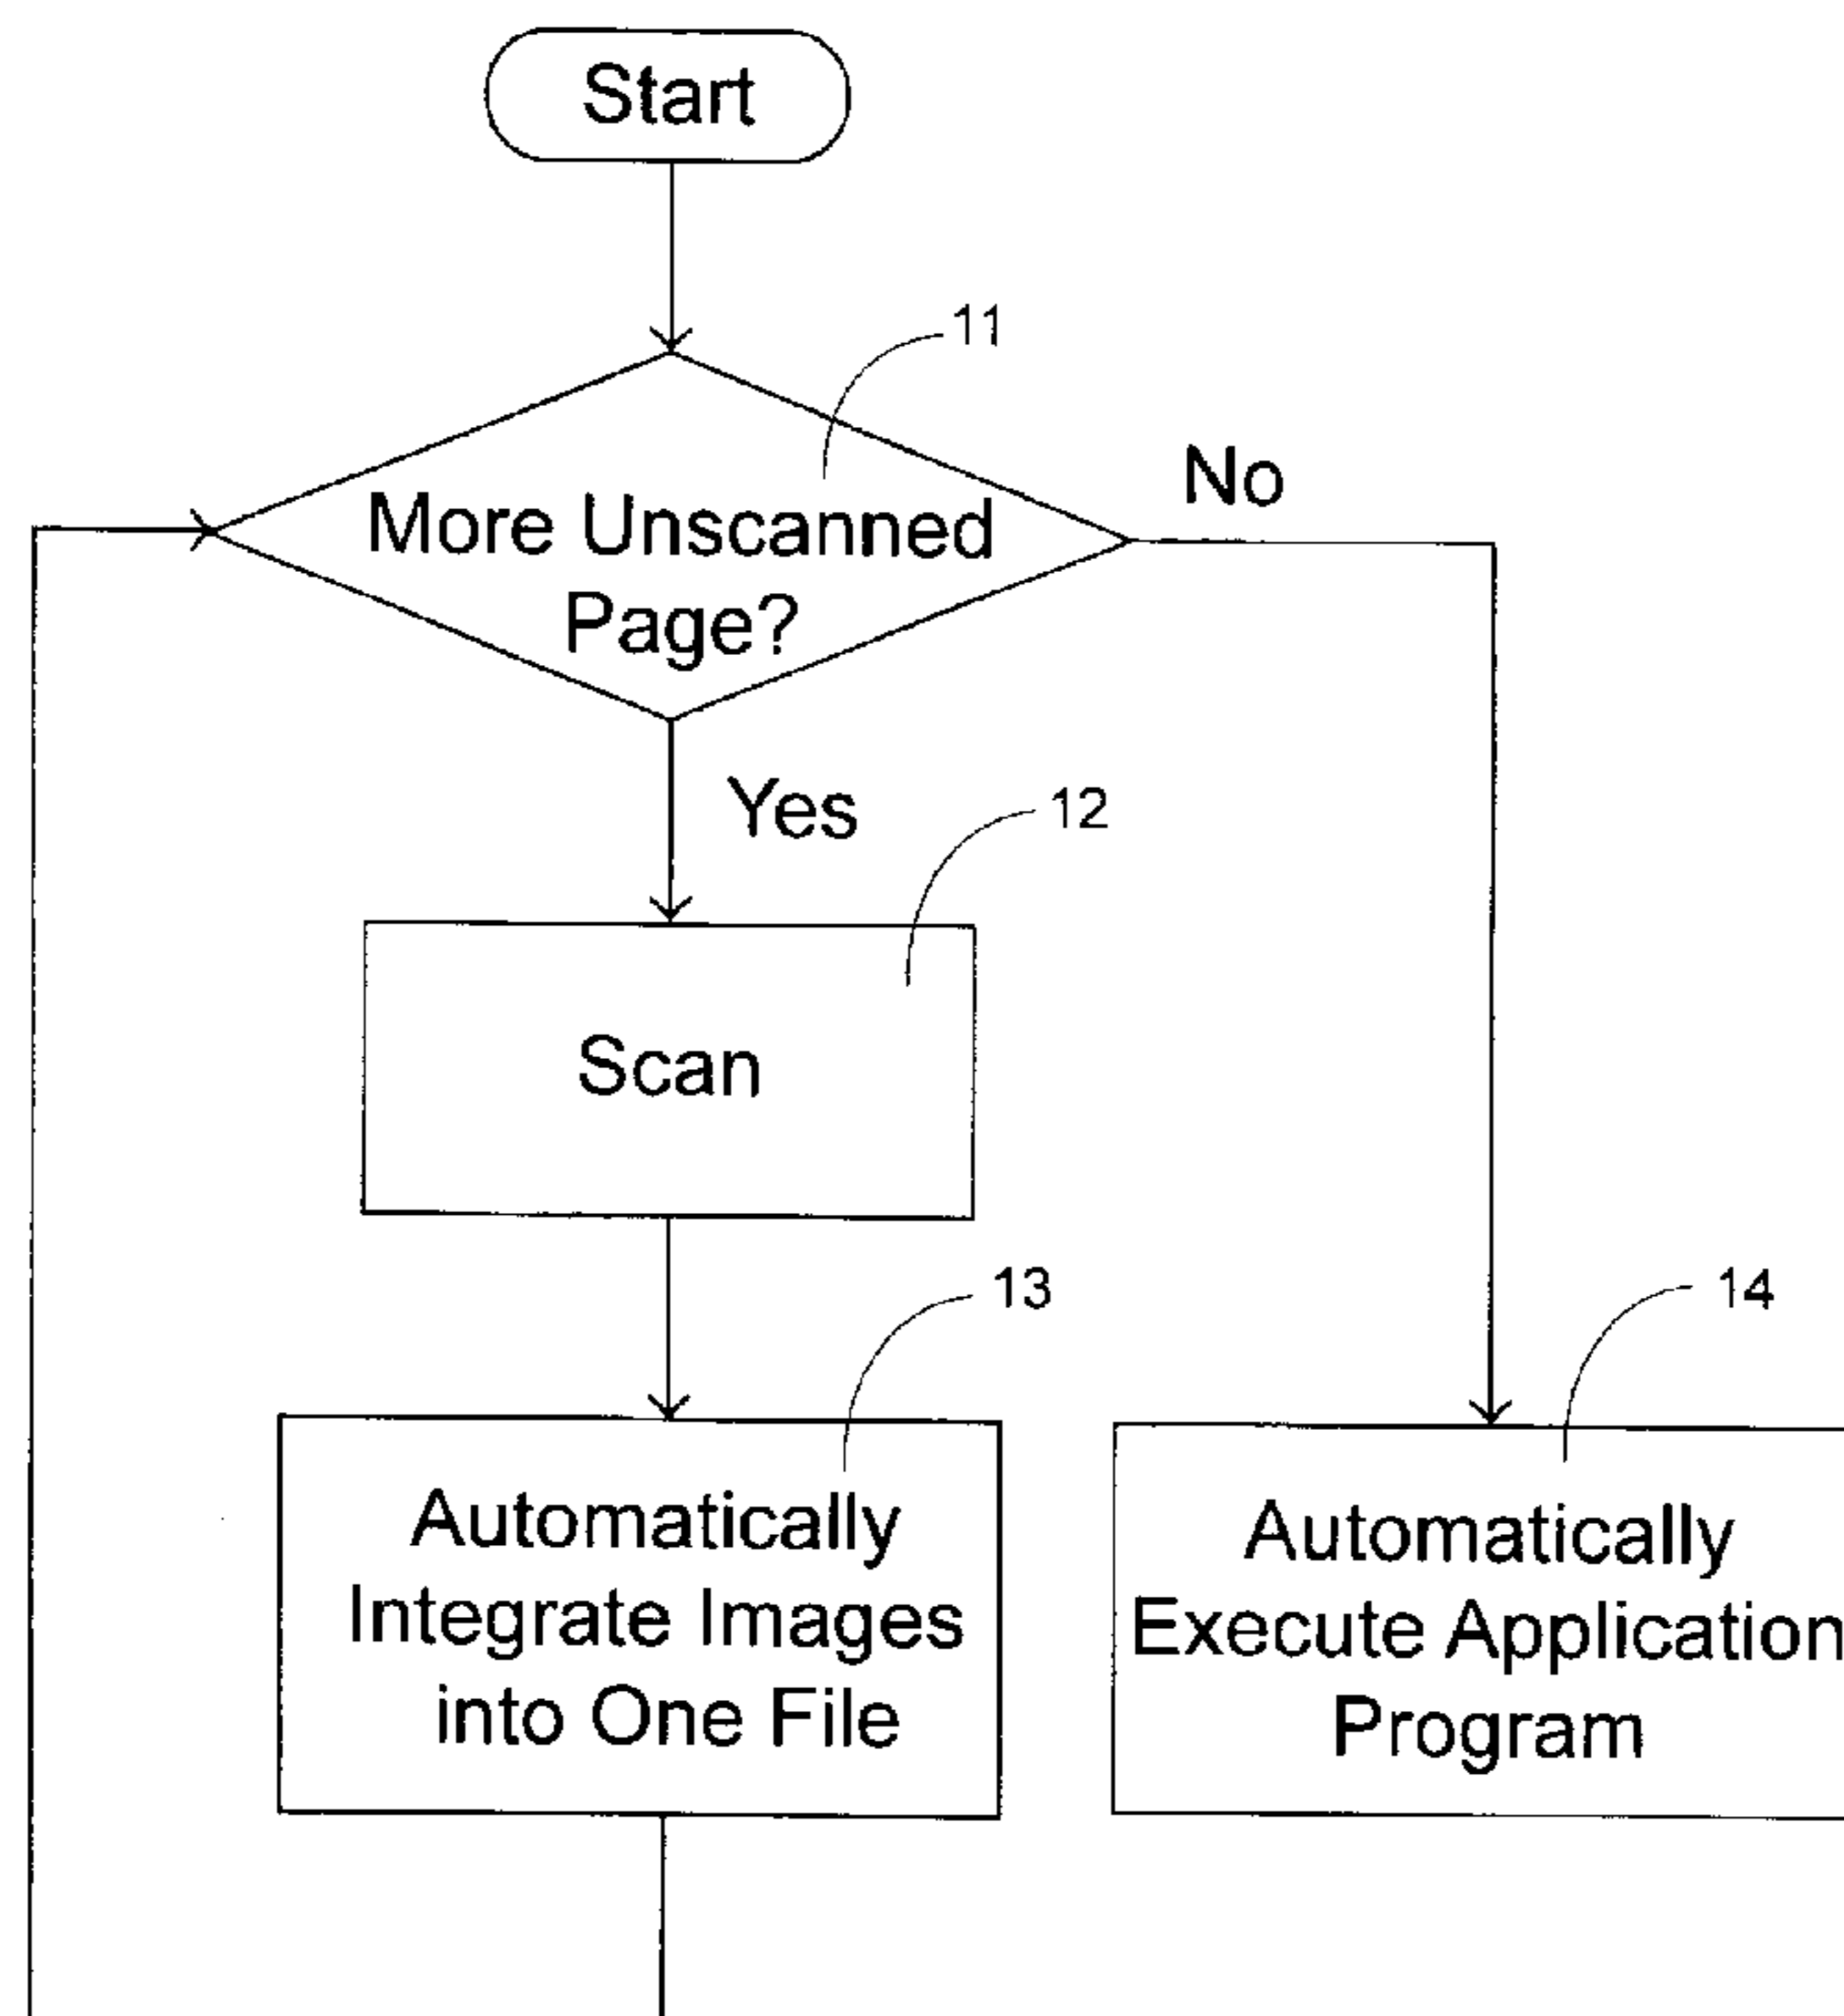 Start
11
More Unscanned
Page?
No
Yes
12
Scan
13
14
Automatically
Integrate Images
into One File
Automatically
Execute Application
Program